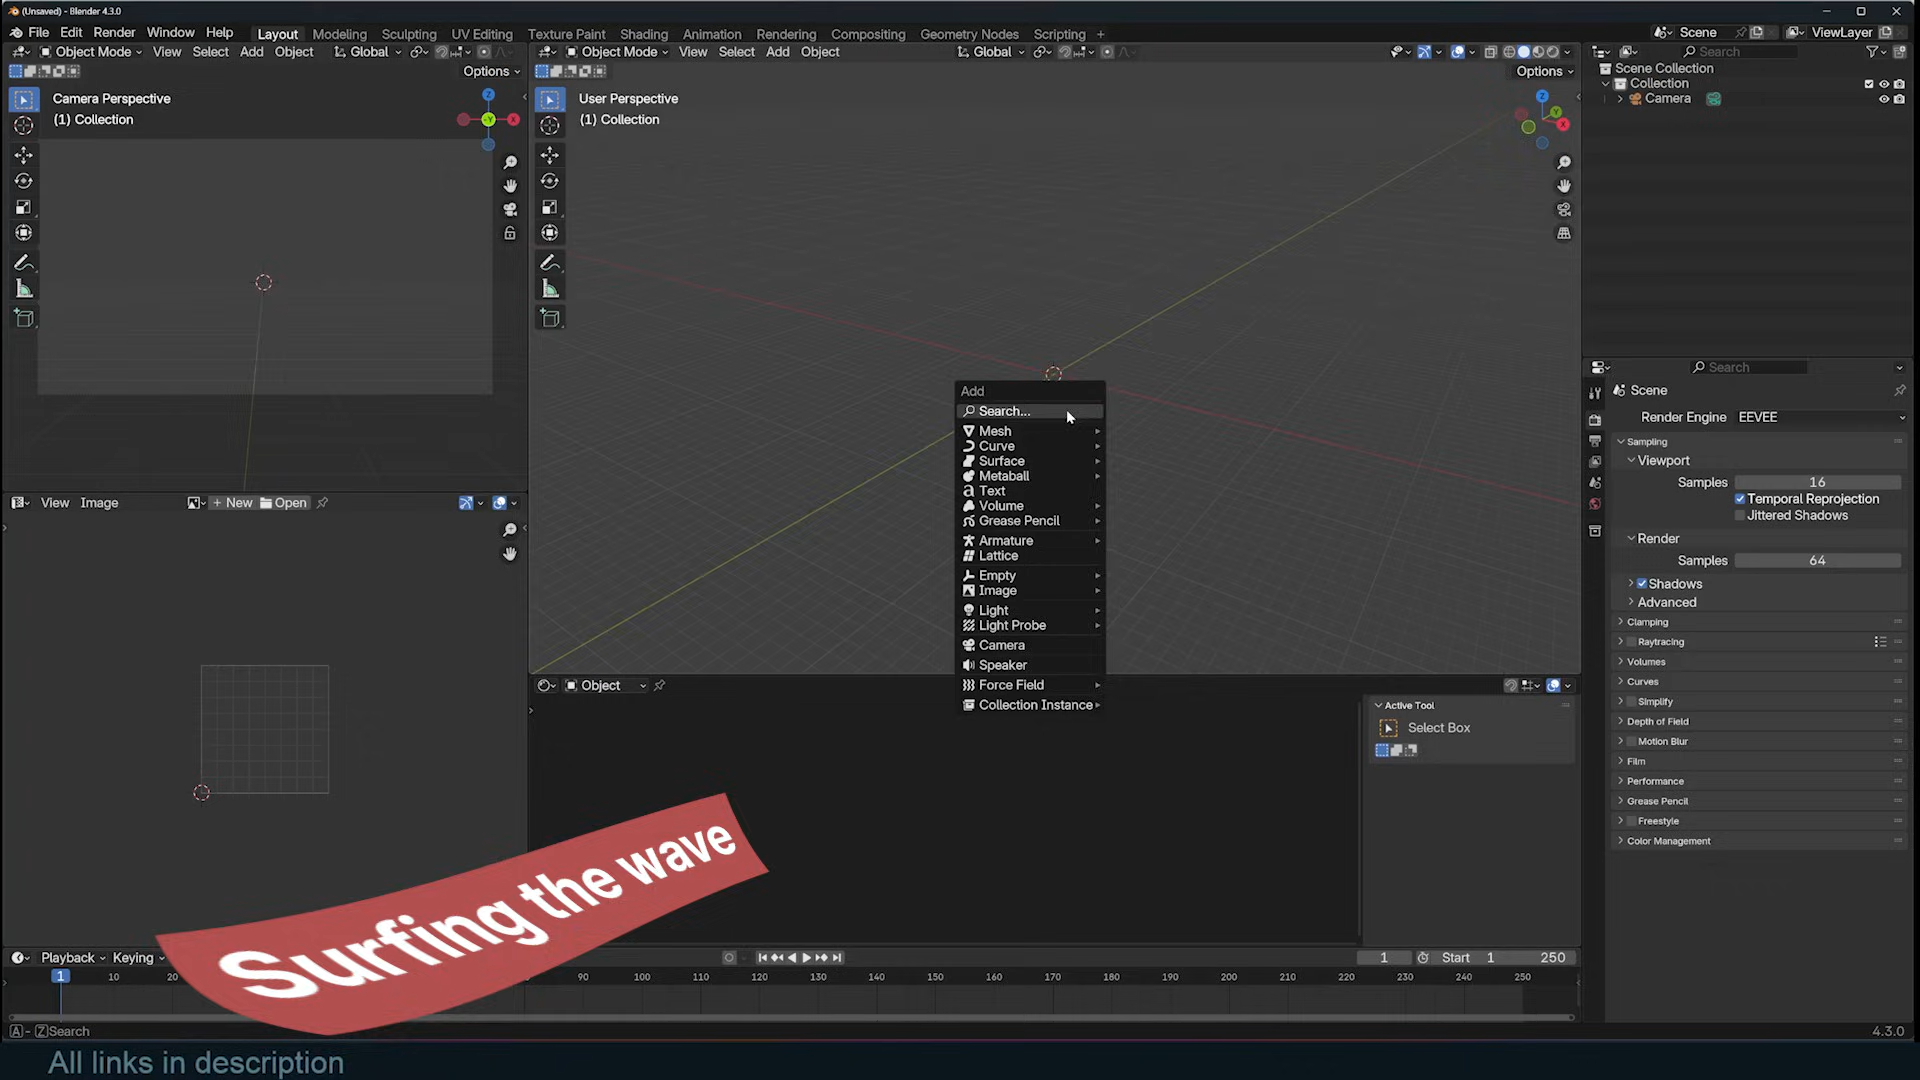 (Unsaved) - Blender 4.3.0
File Edit Render Window Help Layout Modeling Sculpting UV Editing Texture Paint Shading Animation Rendering Compositing Geometry Nodes Scripting + Scene ViewLayer
Object Mode View Select Add Object Global
Options
Camera Perspective
(1) Collection
Z
-Y
X
Object Mode View Select Add Object Global
Options
User Perspective
(1) Collection
Z
Y
X
Add
Search...
Mesh
Curve
Surface
Metaball
Text
Volume
Grease Pencil
Armature
Lattice
Empty
Image
Light
Light Probe
Camera
Speaker
Force Field
Collection Instance
View Image + New Open
Object
Active Tool
Select Box
Search
Scene Collection
Collection
Camera
Search
Scene
Render Engine EEVEE
Sampling
Viewport
Samples 16
Temporal Reprojection
Jittered Shadows
Render
Samples 64
Shadows
Advanced
Clamping
Raytracing
Volumes
Curves
Simplify
Depth of Field
Motion Blur
Film
Performance
Grease Pencil
Freestyle
Color Management
Surfing the wave
Playback Keying
1 Start 1 250
1 10 20 90 100 110 120 130 140 150 160 170 180 190 200 210 220 230 240 250
A - Z Search
4.3.0
All links in description